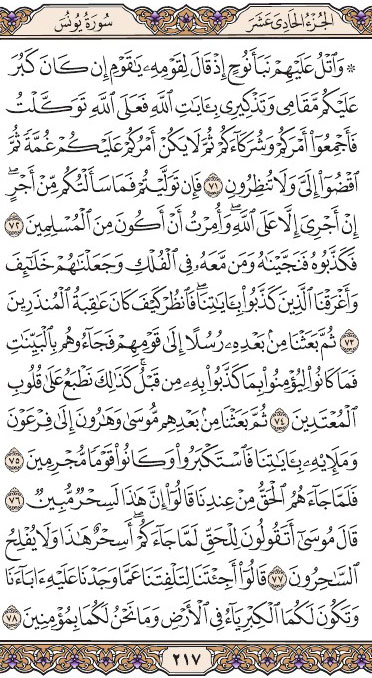 الجُزءُ الحَادِي عَشَرَ سُورَةُ يُونُسَ
۞ وَٱتۡلُ عَلَيۡهِمۡ نَبَأَ نُوحٍ إِذۡ قَالَ لِقَوۡمِهِۦ يَٰقَوۡمِ إِن كَانَ كَبُرَ
عَلَيۡكُم مَّقَامِي وَتَذۡكِيرِي بِـَٔايَٰتِ ٱللَّهِ فَعَلَى ٱللَّهِ تَوَكَّلۡتُ
فَأَجۡمِعُوٓاْ أَمۡرَكُمۡ وَشُرَكَآءَكُمۡ ثُمَّ لَا يَكُنۡ أَمۡرُكُمۡ عَلَيۡكُمۡ غُمَّةٗ ثُمَّ
ٱقۡضُوٓاْ إِلَيَّ وَلَا تُنظِرُونِ ٧١ فَإِن تَوَلَّيۡتُمۡ فَمَا سَأَلۡتُكُم مِّنۡ أَجۡرٍۖ
إِنۡ أَجۡرِيَ إِلَّا عَلَى ٱللَّهِۖ وَأُمِرۡتُ أَنۡ أَكُونَ مِنَ ٱلۡمُسۡلِمِينَ ٧٢
فَكَذَّبُوهُ فَنَجَّيۡنَٰهُ وَمَن مَّعَهُۥ فِي ٱلۡفُلۡكِ وَجَعَلۡنَٰهُمۡ خَلَٰٓئِفَ
وَأَغۡرَقۡنَا ٱلَّذِينَ كَذَّبُواْ بِـَٔايَٰتِنَاۖ فَٱنظُرۡ كَيۡفَ كَانَ عَٰقِبَةُ ٱلۡمُنذَرِينَ
٧٣ ثُمَّ بَعَثۡنَا مِنۢ بَعۡدِهِۦ رُسُلًا إِلَىٰ قَوۡمِهِمۡ فَجَآءُوهُم بِٱلۡبَيِّنَٰتِ
فَمَا كَانُواْ لِيُؤۡمِنُواْ بِمَا كَذَّبُواْ بِهِۦ مِن قَبۡلُۚ كَذَٰلِكَ نَطۡبَعُ عَلَىٰ قُلُوبِ
ٱلۡمُعۡتَدِينَ ٧٤ ثُمَّ بَعَثۡنَا مِنۢ بَعۡدِهِم مُّوسَىٰ وَهَٰرُونَ إِلَىٰ فِرۡعَوۡنَ
وَمَلَإِيْهِۦ بِـَٔايَٰتِنَا فَٱسۡتَكۡبَرُواْ وَكَانُواْ قَوۡمٗا مُّجۡرِمِينَ ٧٥
فَلَمَّا جَآءَهُمُ ٱلۡحَقُّ مِنۡ عِندِنَا قَالُوٓاْ إِنَّ هَٰذَا لَسِحۡرٞ مُّبِينٞ ٧٦
قَالَ مُوسَىٰٓ أَتَقُولُونَ لِلۡحَقِّ لَمَّا جَآءَكُمۡۖ أَسِحۡرٌ هَٰذَا وَلَا يُفۡلِحُ
ٱلسَّٰحِرُونَ ٧٧ قَالُوٓاْ أَجِئۡتَنَا لِتَلۡفِتَنَا عَمَّا وَجَدۡنَا عَلَيۡهِ ءَابَآءَنَا
وَتَكُونَ لَكُمَا ٱلۡكِبۡرِيَآءُ فِي ٱلۡأَرۡضِ وَمَا نَحۡنُ لَكُمَا بِمُؤۡمِنِينَ ٧٨
٢١٧